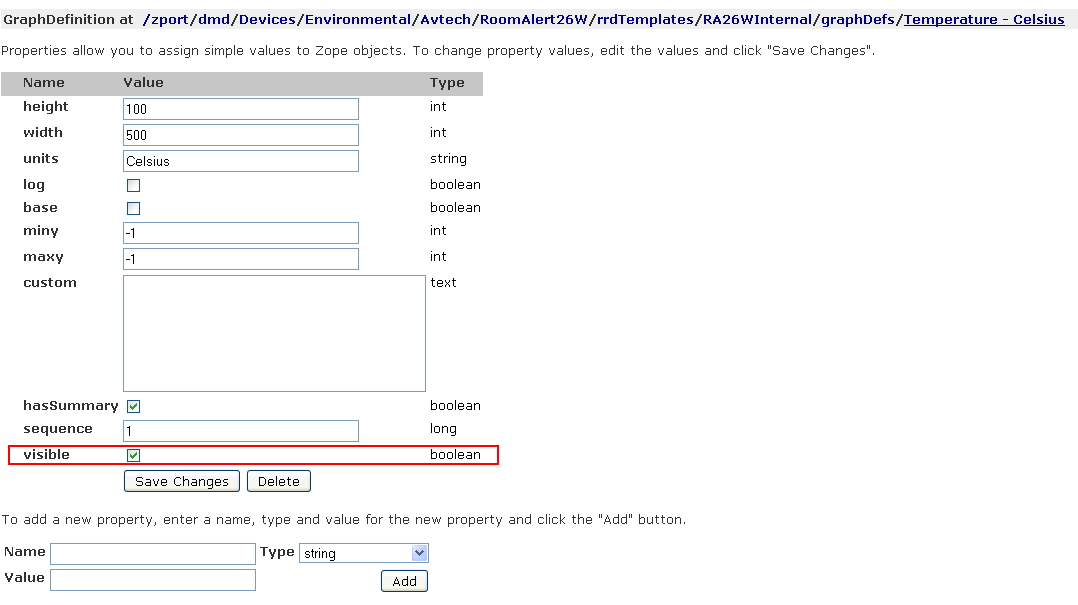 GraphDefinition at /zport/dmd/Devices/Environmental/Avtech/RoomAlert26W/rrdTemplates/RA26WInternal/graphDefs/Temperature - Celsius
Properties allow you to assign simple values to Zope objects. To change property values, edit the values and click "Save Changes".
Name Value Type
height 100 int
width 500 int
units Celsius string
log boolean
base boolean
miny -1 int
maxy -1 int
custom text
hasSummary boolean
sequence 1 long
visible boolean
Save Changes Delete
To add a new property, enter a name, type and value for the new property and click the "Add" button.
Name Type string
Value Add